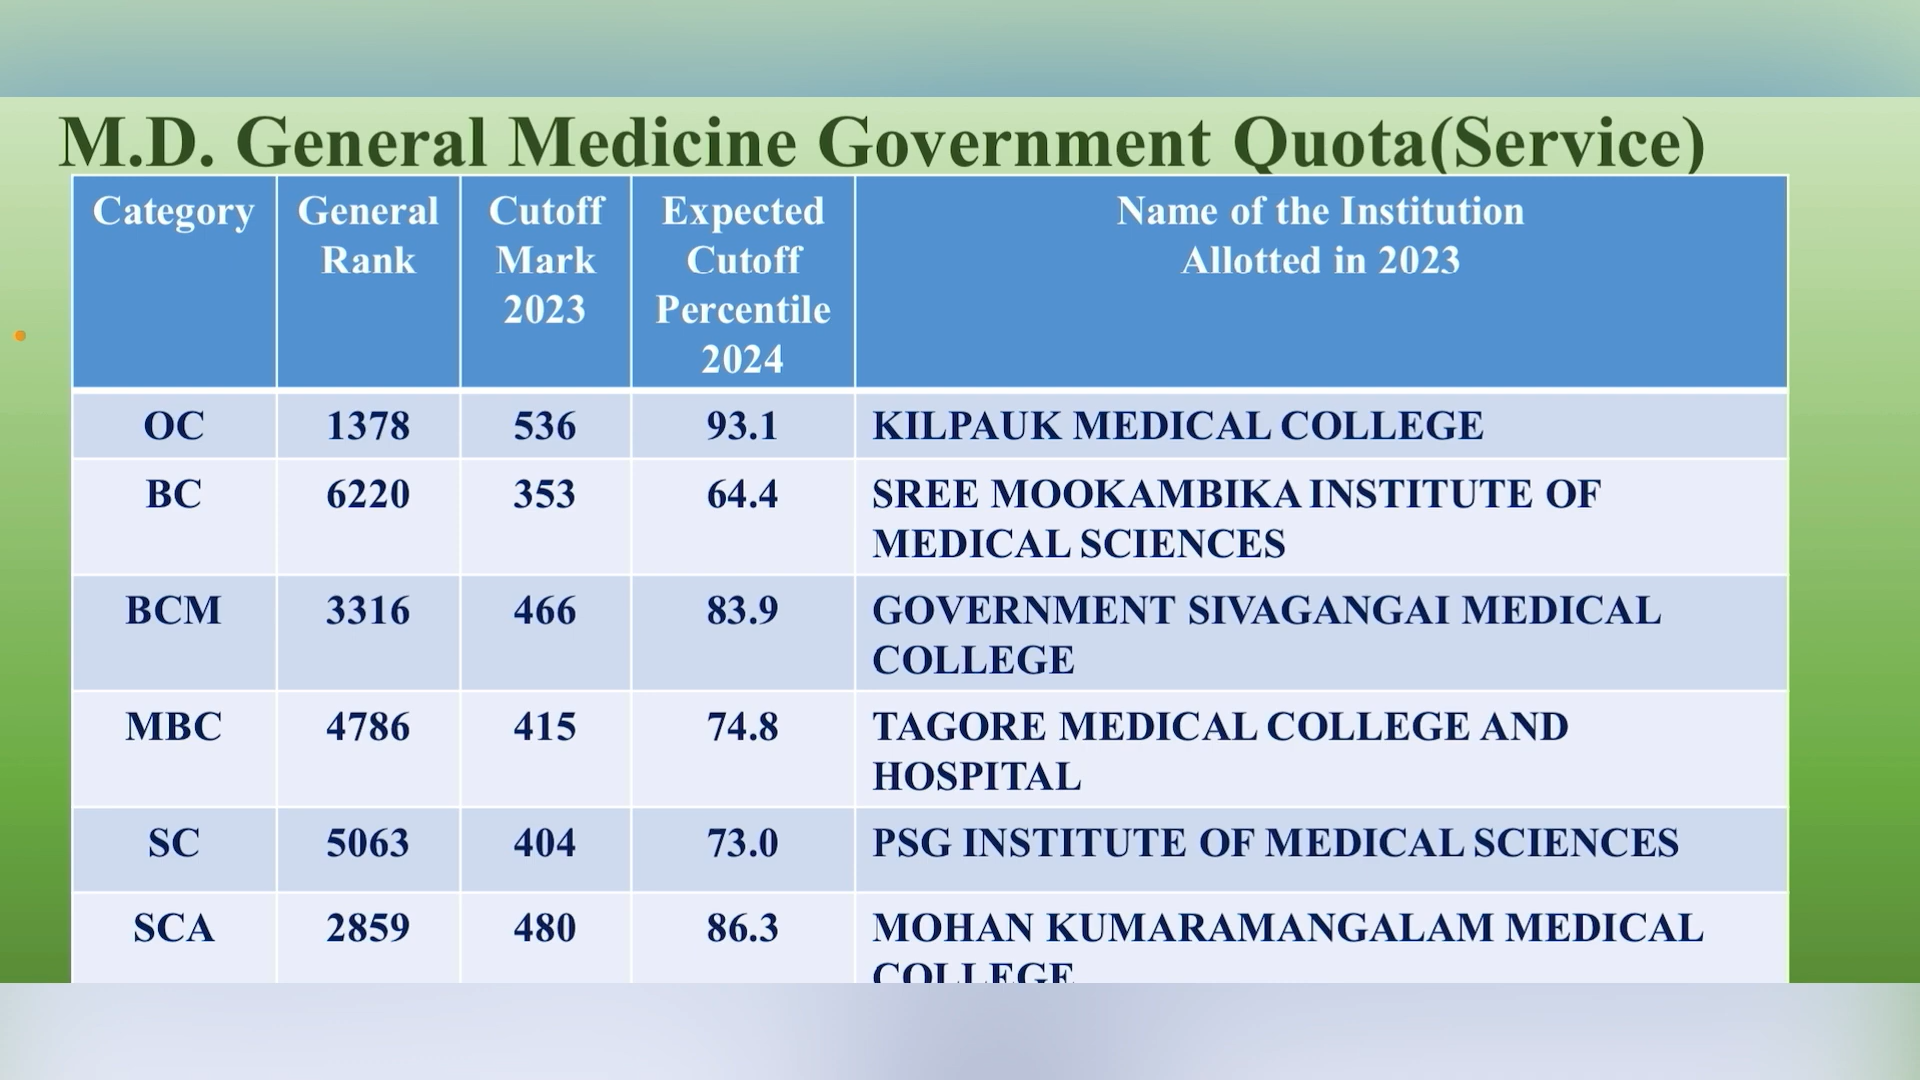 M.D. General Medicine Government Quota(Service)
Category General Rank Cutoff Mark 2023 Expected Cutoff Percentile 2024 Name of the Institution Allotted in 2023
OC 1378 536 93.1 KILPAUK MEDICAL COLLEGE
BC 6220 353 64.4 SREE MOOKAMBIKA INSTITUTE OF
MEDICAL SCIENCES
BCM 3316 466 83.9 GOVERNMENT SIVAGANGAI MEDICAL
COLLEGE
MBC 4786 415 74.8 TAGORE MEDICAL COLLEGE AND
HOSPITAL
SC 5063 404 73.0 PSG INSTITUTE OF MEDICAL SCIENCES
SCA 2859 480 86.3 MOHAN KUMARAMANGALAM MEDICAL
COLLEGE